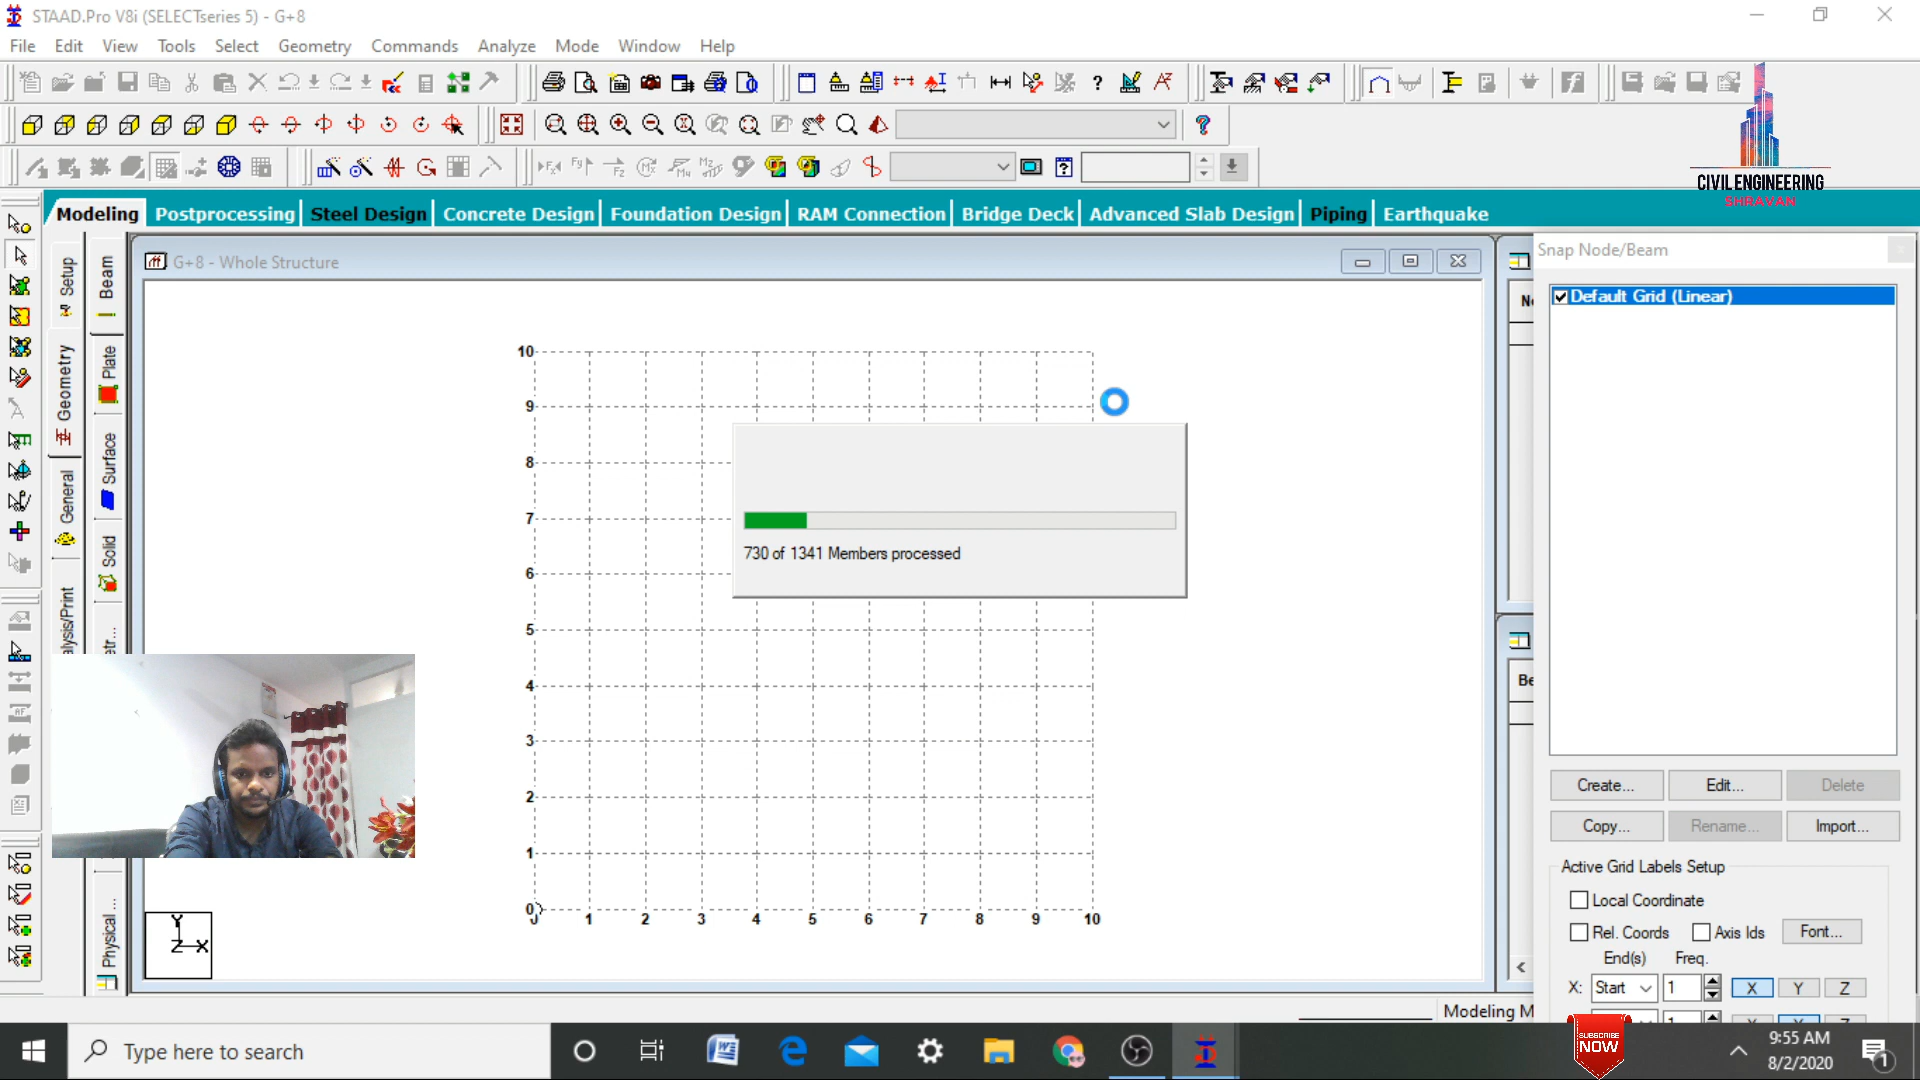 STAAD.Pro V8i (SELECTseries 5) - G+8
File Edit View Tools Select Geometry Commands Analyze Mode Window Help
CIVIL ENGINEERING
SHRAVAN
Modeling Postprocessing Steel Design Concrete Design Foundation Design RAM Connection Bridge Deck Advanced Slab Design Piping Earthquake
Setup
Geometry
General
alysis/Print
Beam
Plate
Surface
Solid
Physical ...
G+8 - Whole Structure
10
9
8
7
6
5
4
3
2
1
0
0 1 2 3 4 5 6 7 8 9 10
730 of 1341 Members processed
Y
Z X
Snap Node/Beam
Default Grid (Linear)
Create... Edit... Delete
Copy... Rename... Import...
Active Grid Labels Setup
Local Coordinate
Rel. Coords Axis Ids Font...
End(s) Freq.
X: Start 1 X Y Z
Modeling M
Type here to search
SUBSCRIBE
NOW
9:55 AM
8/2/2020
1